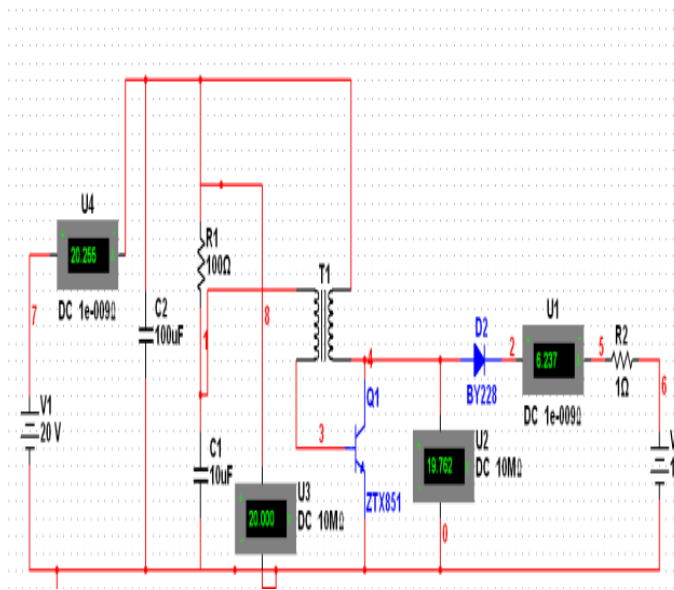 U4
20.255
DC 1e-009Ω
7
V1
20 V
C2
100uF
R1
100Ω
1
8
C1
10uF
T1
3
4
Q1
ZTX851
U3
20.000
DC 10MΩ
D2
BY228
2
U1
6.237
DC 1e-009Ω
5
R2
1Ω
6
U2
19.762
DC 10MΩ
0
V
1